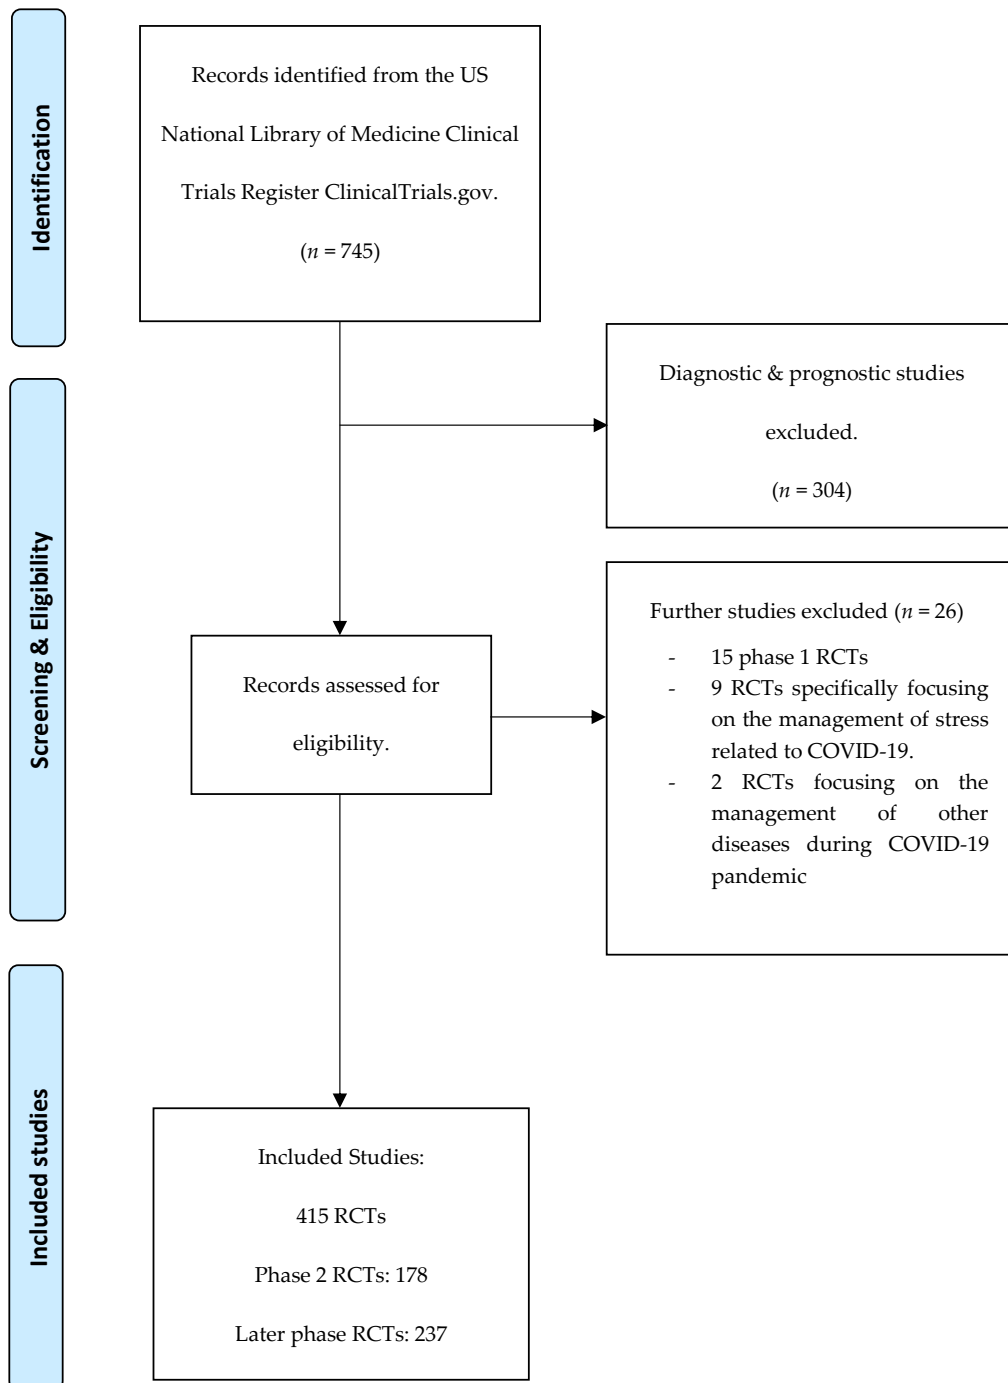 Identification
Records identified from the US
National Library of Medicine Clinical
Trials Register ClinicalTrials.gov.
(n = 745)
Diagnostic & prognostic studies
excluded.
(n = 304)
Screening & Eligibility
Records assessed for
eligibility.
Further studies excluded (n = 26)
- 15 phase 1 RCTs
- 9 RCTs specifically focusing
on the management of stress
related to COVID-19.
- 2 RCTs focusing on the
management of other
diseases during COVID-19
pandemic
Included studies
Included Studies:
415 RCTs
Phase 2 RCTs: 178
Later phase RCTs: 237